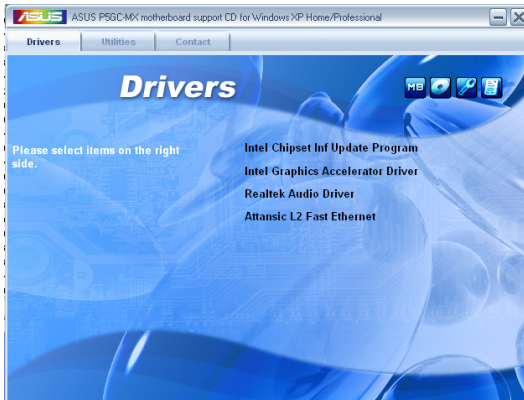 ASUS ASUS P5GC-MX motherboard support CD for Windows XP Home/Professional
Drivers Utilities Contact
Drivers
MB
Please select items on the right
side.
Intel Chipset Inf Update Program
Intel Graphics Accelerator Driver
Realtek Audio Driver
Attansic L2 Fast Ethernet